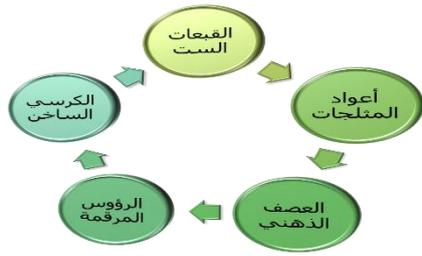 القبعات
الست
أعواد
المثلجات
العصف
الذهني
الرؤوس
المرقمة
الكرسي
الساخن